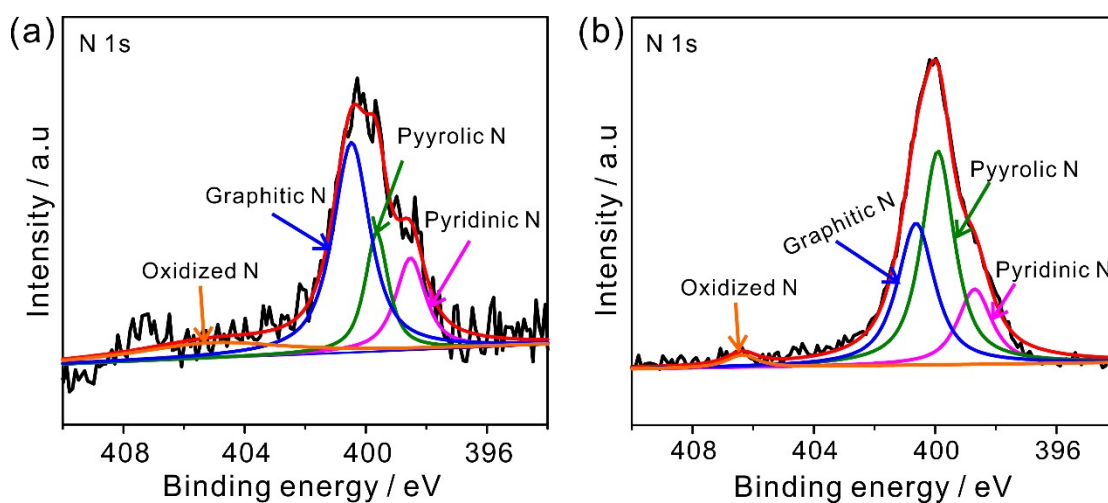 (a)
N 1s
Pyyrolic N
Graphitic N
Pyridinic N
Oxidized N
Intensity / a.u
408 404 400 396
Binding energy / eV
(b)
N 1s
Pyyrolic N
Graphitic N
Pyridinic N
Oxidized N
Intensity / a.u
408 404 400 396
Binding energy / eV